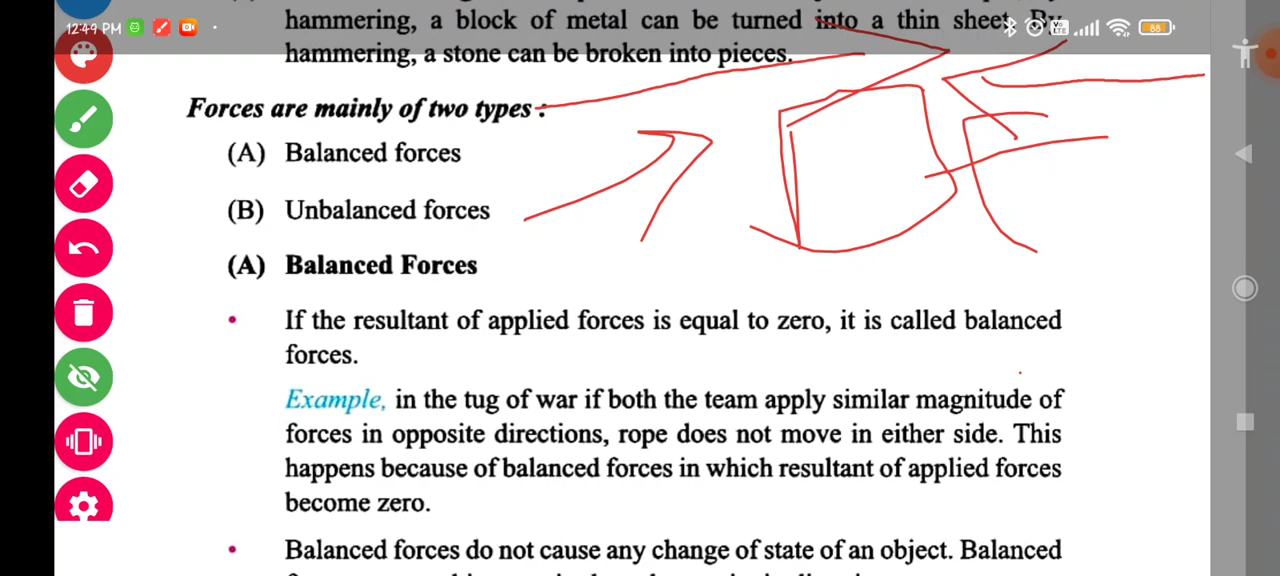 hammering, a block of metal can be turned into a thin sheet. By
12:49 PM
88
hammering, a stone can be broken into pieces.
Forces are mainly of two types :
(A) Balanced forces
(B) Unbalanced forces
(A) Balanced Forces
• If the resultant of applied forces is equal to zero, it is called balanced
forces.
Example, in the tug of war if both the team apply similar magnitude of
forces in opposite directions, rope does not move in either side. This
happens because of balanced forces in which resultant of applied forces
become zero.
• Balanced forces do not cause any change of state of an object. Balanced